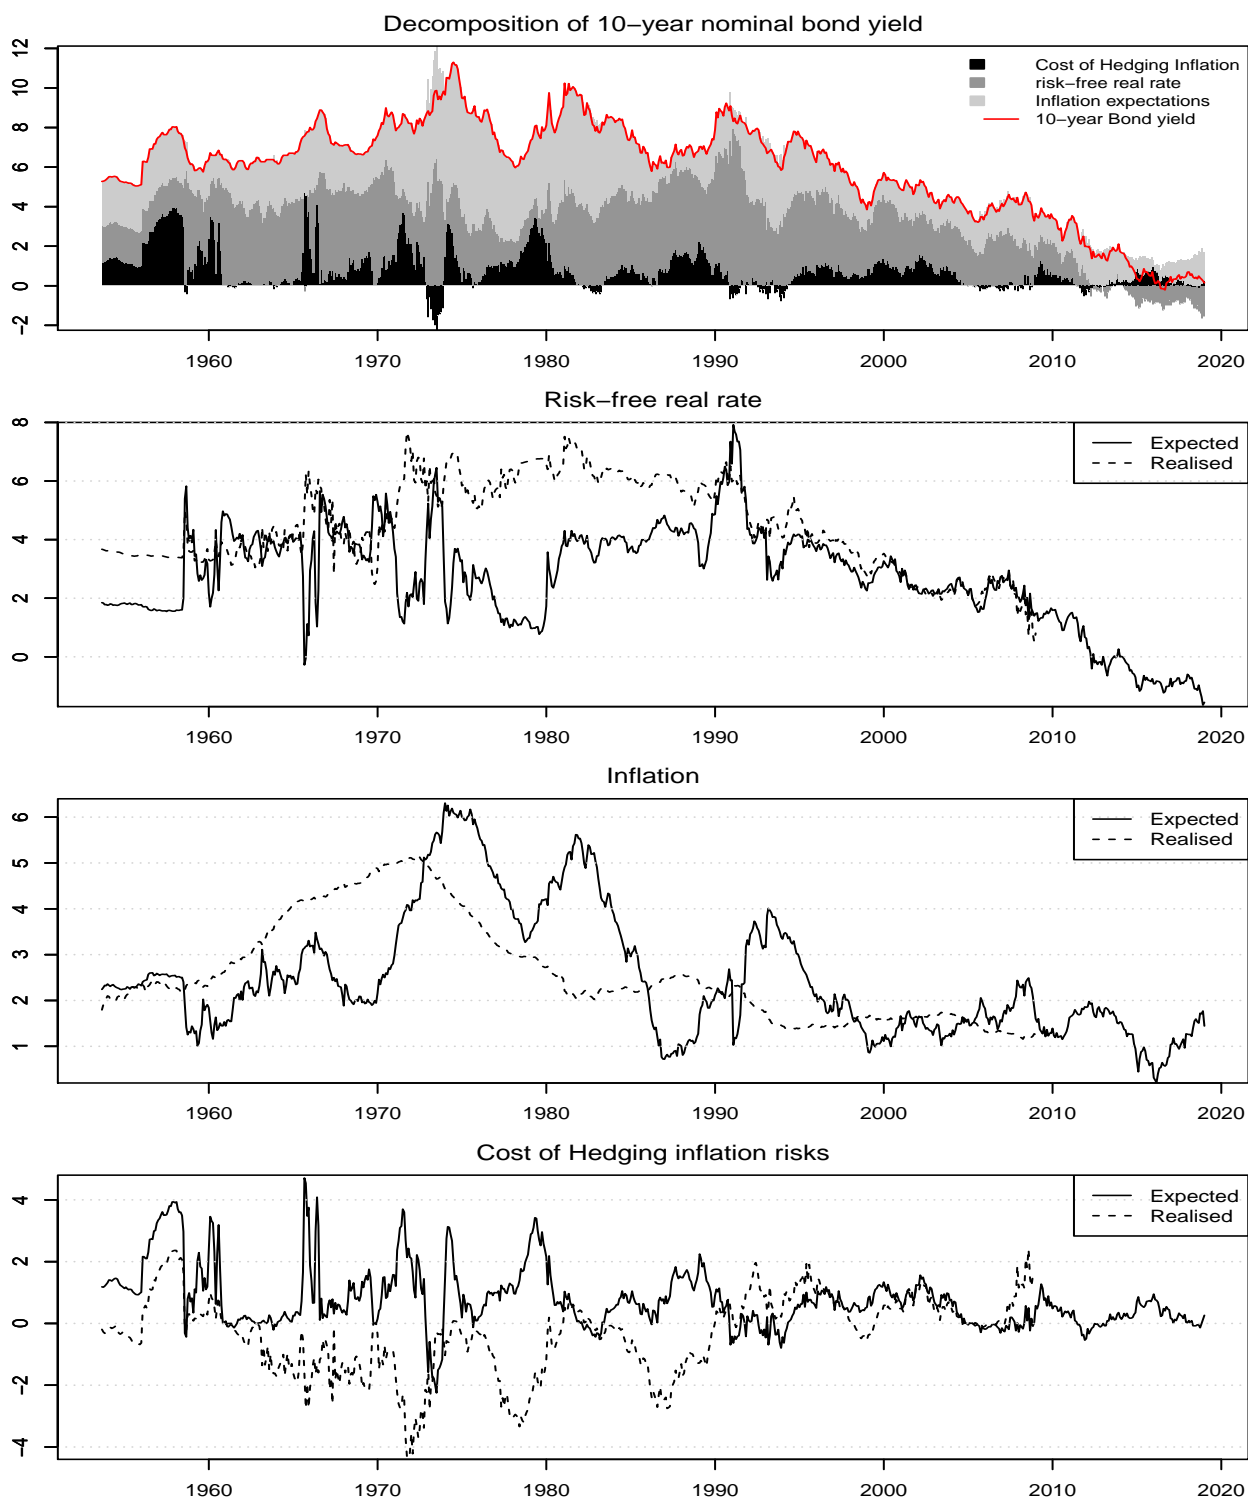 Decomposition of 10−year nominal bond yield
12
10
8
6
4
2
0
−2
Cost of Hedging Inflation
risk−free real rate
Inflation expectations
10−year Bond yield
1960 1970 1980 1990 2000 2010 2020
Risk−free real rate
8
6
4
2
0
Expected
Realised
1960 1970 1980 1990 2000 2010 2020
Inflation
6
5
4
3
2
1
Expected
Realised
1960 1970 1980 1990 2000 2010 2020
Cost of Hedging inflation risks
4
2
0
−2
−4
Expected
Realised
1960 1970 1980 1990 2000 2010 2020